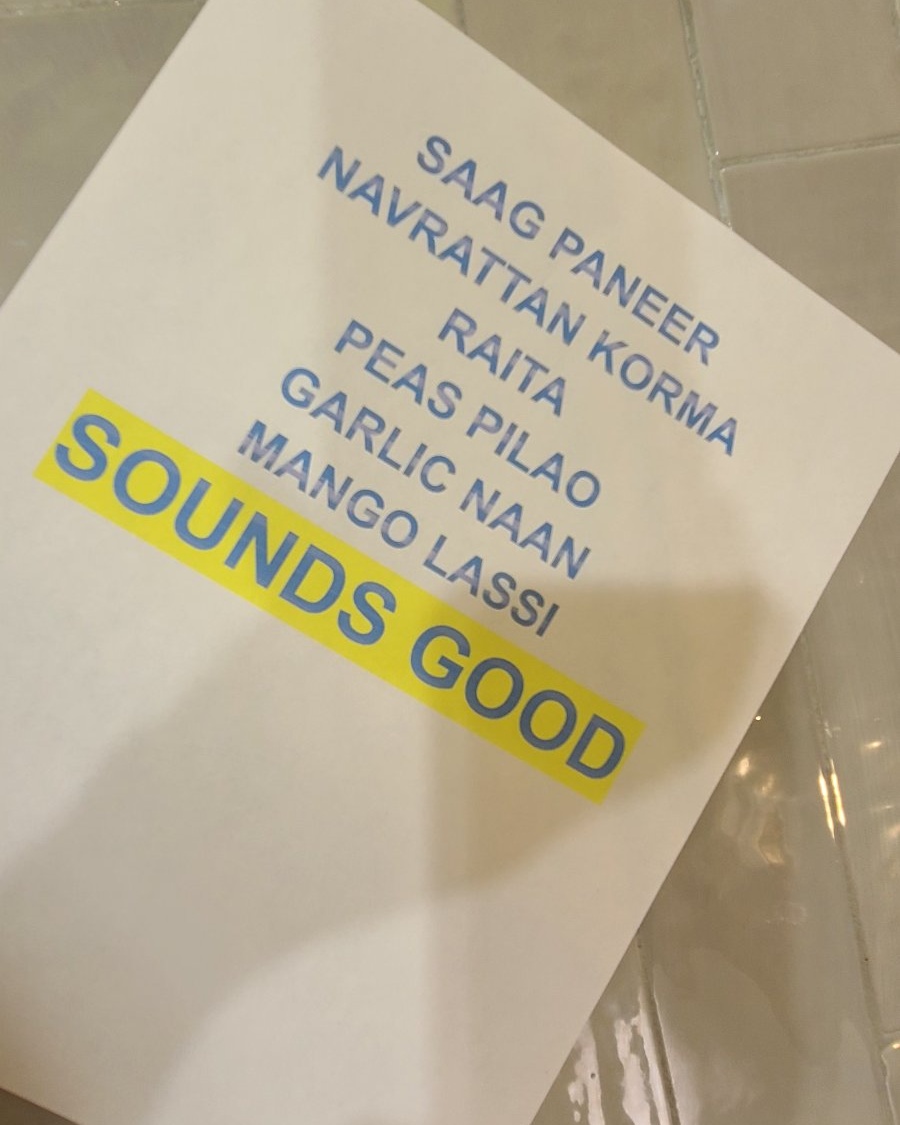 SAAG PANEER
NAVRATTAN KORMA
RAITA
PEAS PILAO
GARLIC NAAN
MANGO LASSI
SOUNDS GOOD